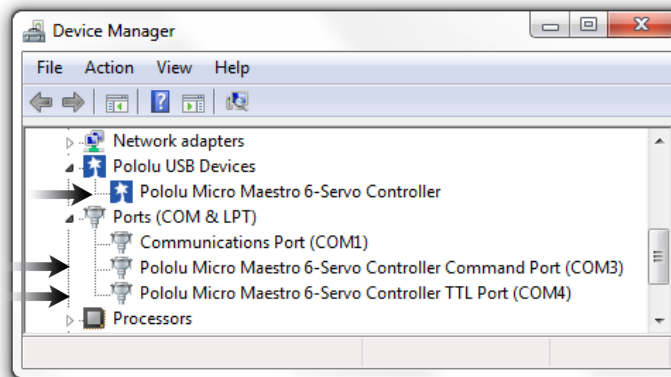 Device Manager
File Action View Help
Network adapters
Pololu USB Devices
Pololu Micro Maestro 6-Servo Controller
Ports (COM & LPT)
Communications Port (COM1)
Pololu Micro Maestro 6-Servo Controller Command Port (COM3)
Pololu Micro Maestro 6-Servo Controller TTL Port (COM4)
Processors